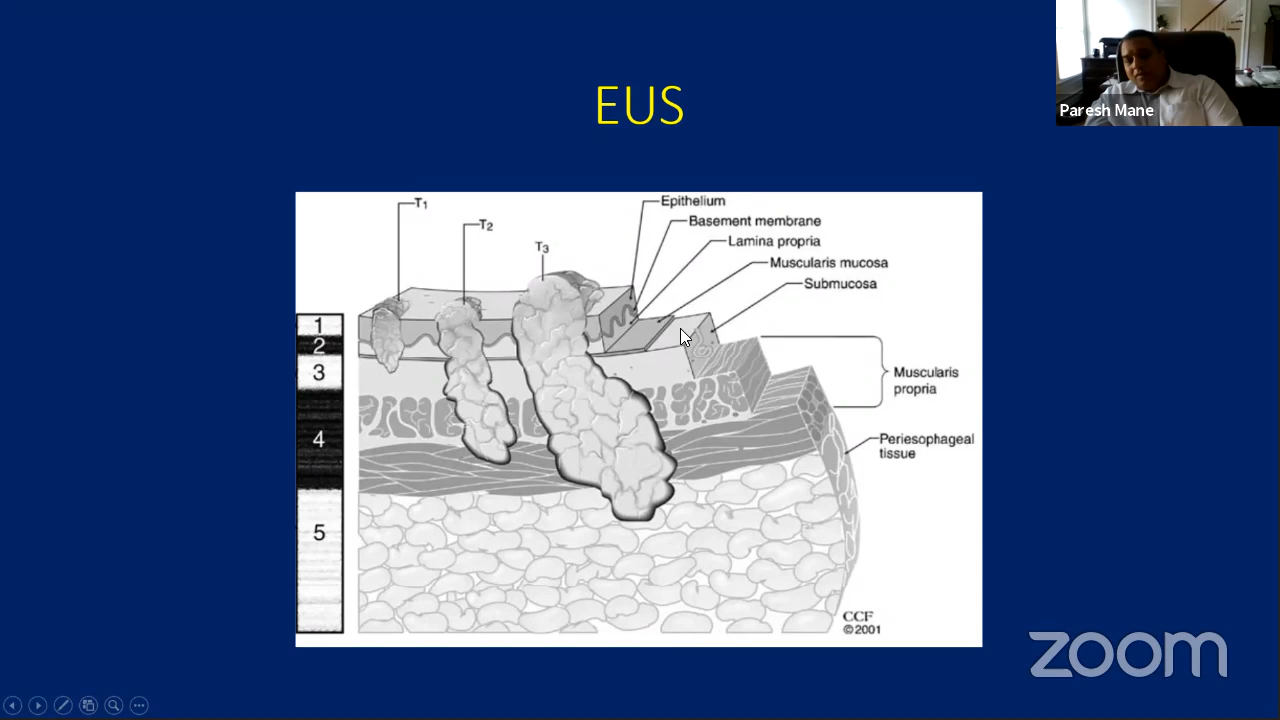 EUS
Paresh Mane
T1
T2
T3
Epithelium
Basement membrane
Lamina propria
Muscularis mucosa
Submucosa
Muscularis
propria
Periesophageal
tissue
1
2
3
4
5
CCF
©2001
zoom